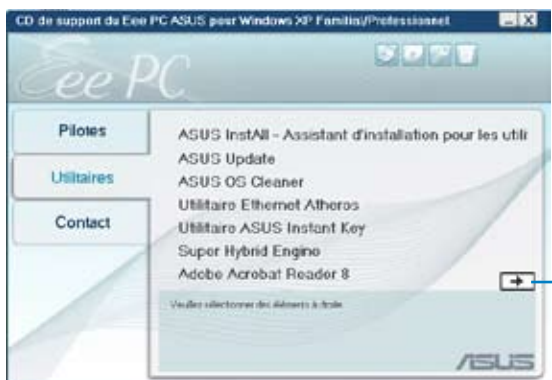 CD de support du Eee PC ASUS pour Windows XP Familial/Professionnel
Eee PC
Pilotes
Utilitaires
Contact
ASUS InstAll - Assistant d'installation pour les utili
ASUS Update
ASUS OS Cleaner
Utilitaire Ethernet Atheros
Utilitaire ASUS Instant Key
Super Hybrid Engine
Adobe Acrobat Reader 8
Veuillez sélectionner des éléments à droite.
ASUS